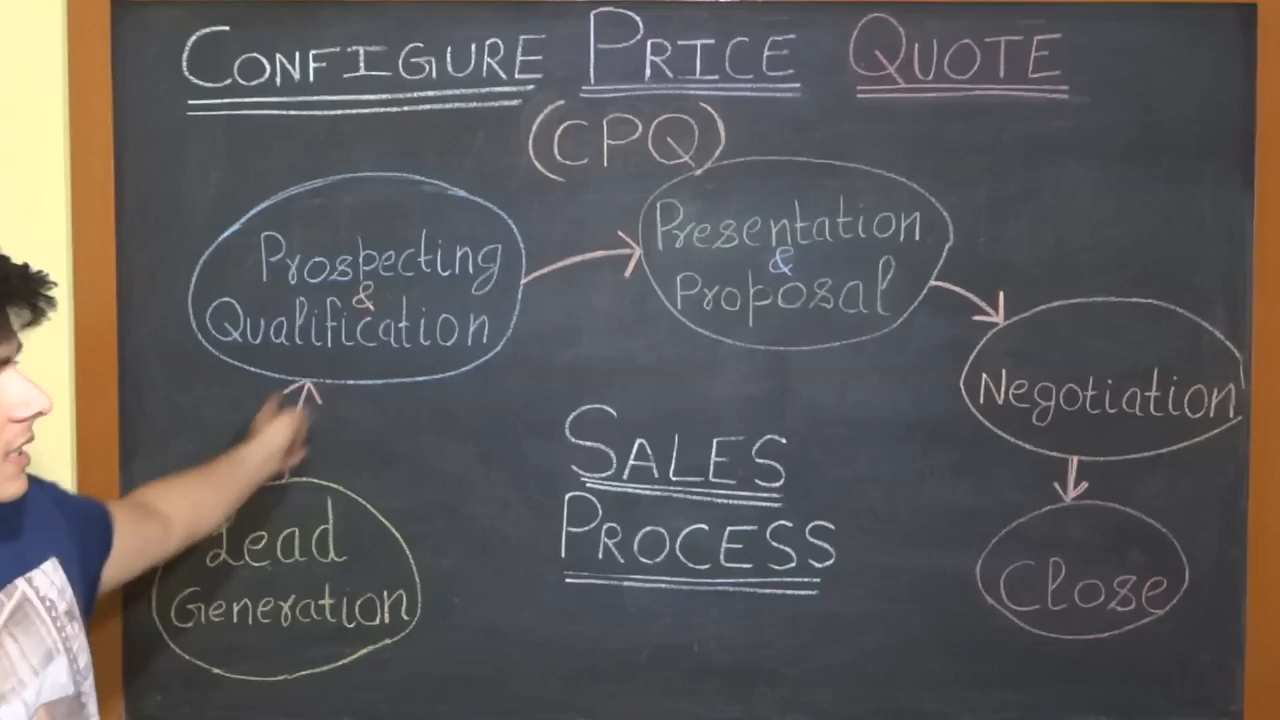 CONFIGURE PRICE QUOTE
(CPQ)
Prospecting
&
Qualification
Presentation
&
Proposal
Negotiation
Close
Lead
Generation
SALES
PROCESS